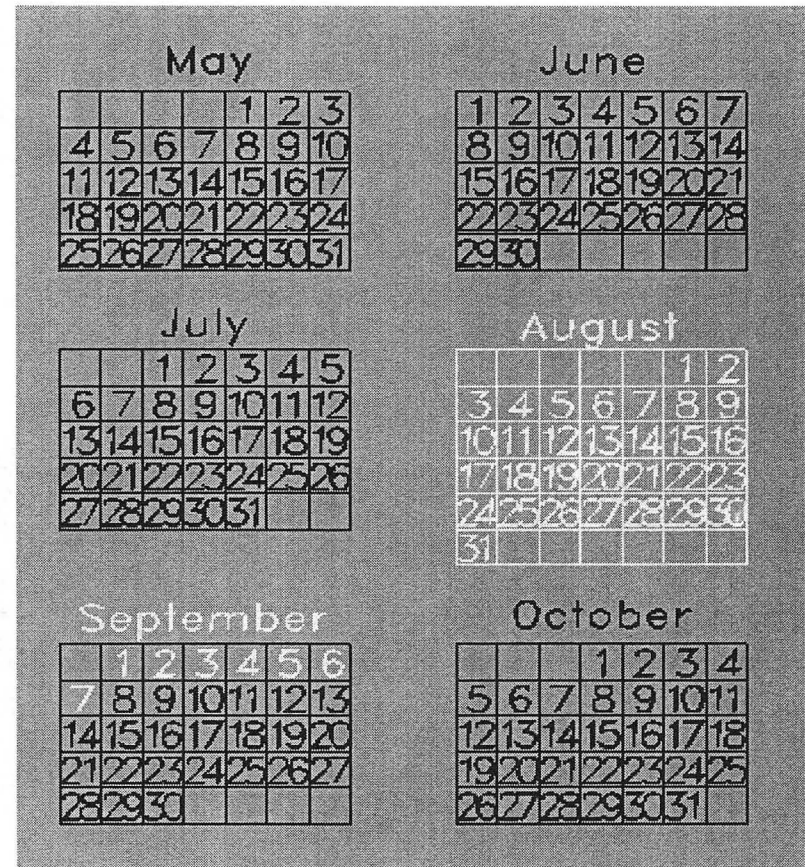 May
1 2 3
4 5 6 7 8 9 10
11 12 13 14 15 16 17
18 19 20 21 22 23 24
25 26 27 28 29 30 31
June
1 2 3 4 5 6 7
8 9 10 11 12 13 14
15 16 17 18 19 20 21
22 23 24 25 26 27 28
29 30
July
1 2 3 4 5
6 7 8 9 10 11 12
13 14 15 16 17 18 19
20 21 22 23 24 25 26
27 28 29 30 31
August
1 2
3 4 5 6 7 8 9
10 11 12 13 14 15 16
17 18 19 20 21 22 23
24 25 26 27 28 29 30
31
September
1 2 3 4 5 6
7 8 9 10 11 12 13
14 15 16 17 18 19 20
21 22 23 24 25 26 27
28 29 30
October
1 2 3 4
5 6 7 8 9 10 11
12 13 14 15 16 17 18
19 20 21 22 23 24 25
26 27 28 29 30 31